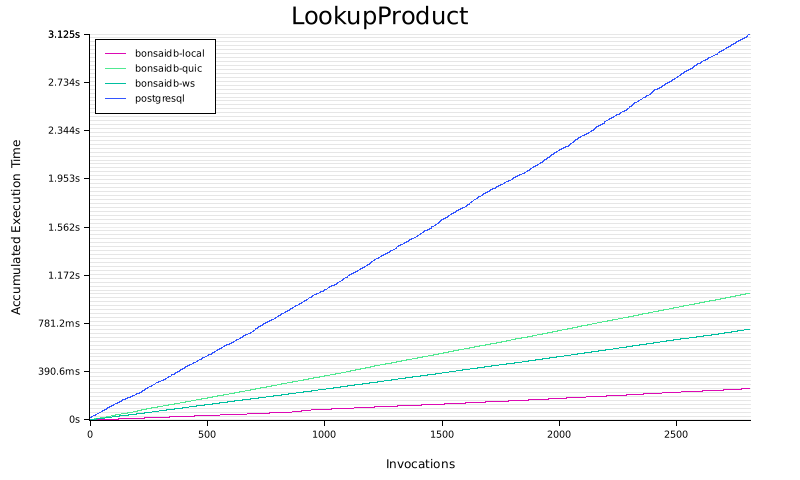 LookupProduct
3.125s
2.734s
2.344s
1.953s
1.562s
1.172s
781.2ms
390.6ms
0s
bonsaidb-local
bonsaidb-quic
bonsaidb-ws
postgresql
Accumulated Execution Time
0 500 1000 1500 2000 2500
Invocations